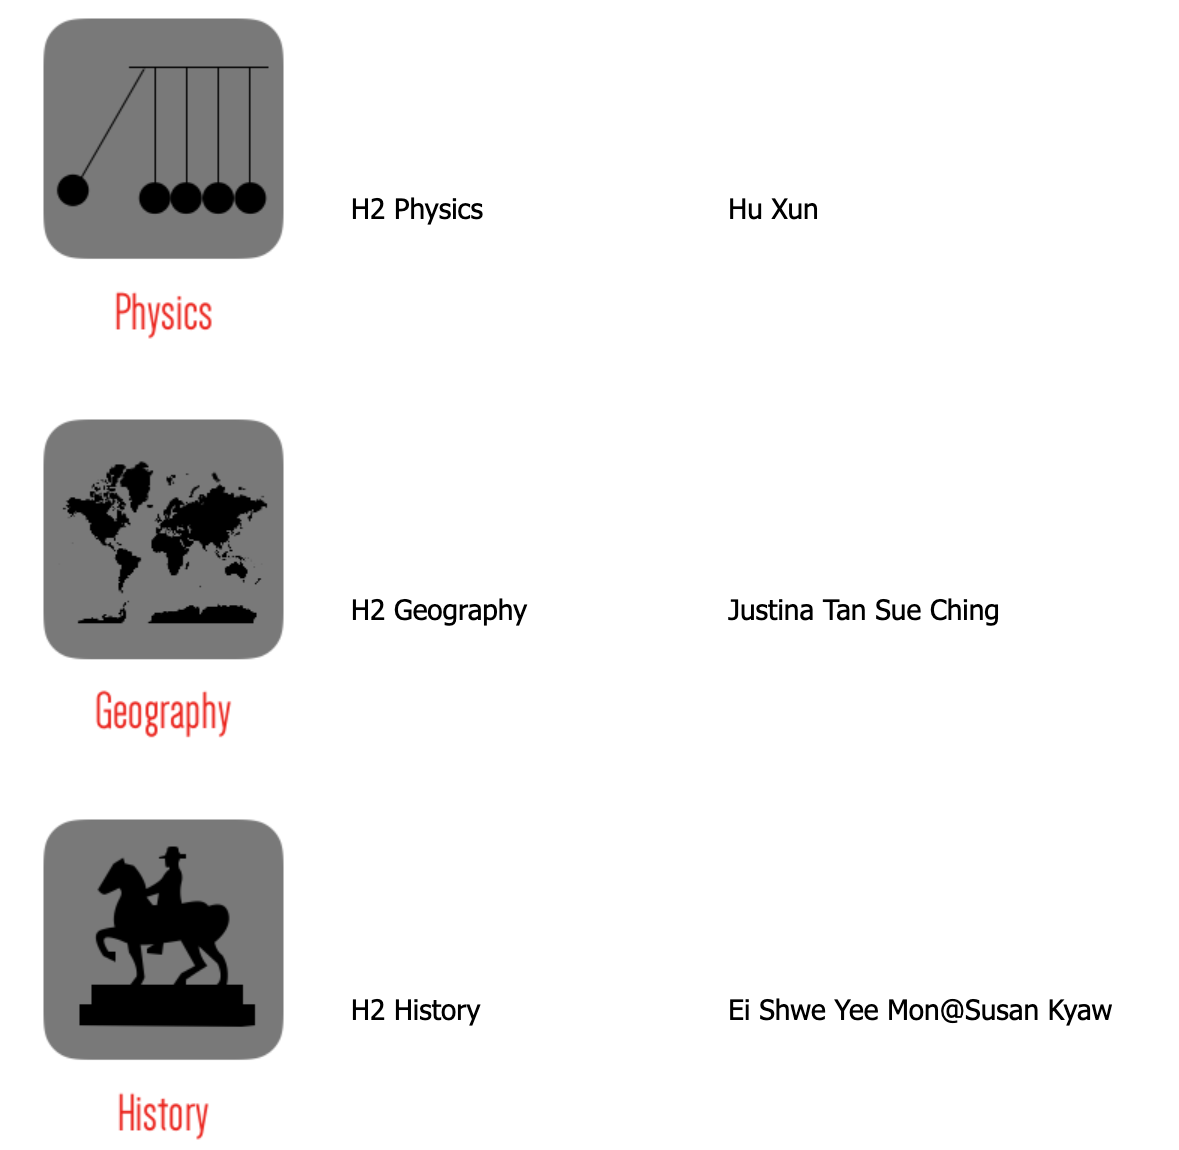 H2 Physics
Hu Xun
Physics
H2 Geography
Justina Tan Sue Ching
Geography
H2 History
Ei Shwe Yee Mon@Susan Kyaw
History